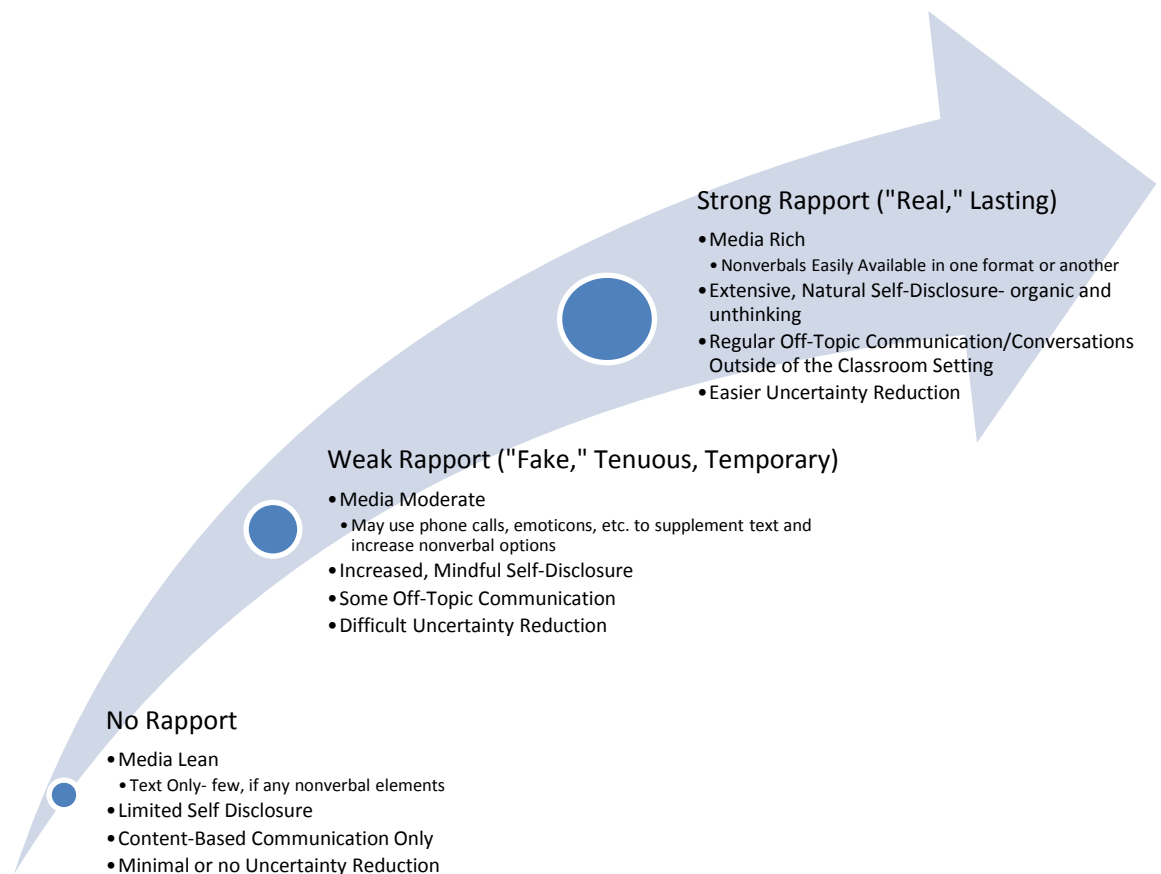 Strong Rapport ("Real," Lasting)
•Media Rich
•Nonverbals Easily Available in one format or another
•Extensive, Natural Self-Disclosure- organic and
unthinking
•Regular Off-Topic Communication/Conversations
Outside of the Classroom Setting
•Easier Uncertainty Reduction
Weak Rapport ("Fake," Tenuous, Temporary)
•Media Moderate
•May use phone calls, emoticons, etc. to supplement text and
increase nonverbal options
•Increased, Mindful Self-Disclosure
•Some Off-Topic Communication
•Difficult Uncertainty Reduction
No Rapport
•Media Lean
•Text Only- few, if any nonverbal elements
•Limited Self Disclosure
•Content-Based Communication Only
•Minimal or no Uncertainty Reduction